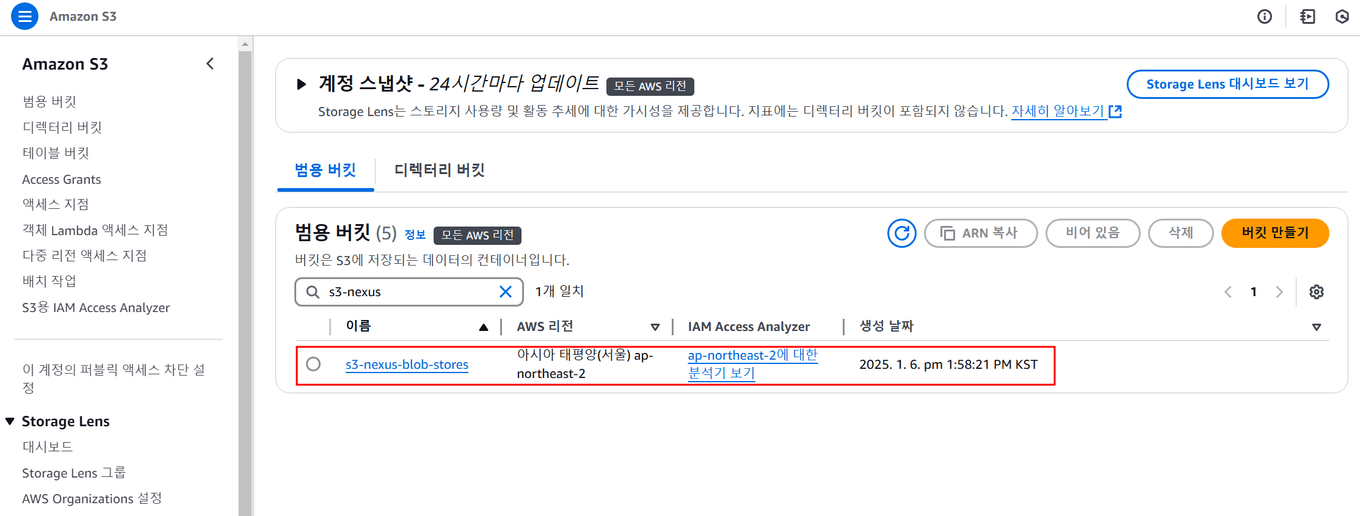 Amazon S3
Amazon S3
범용 버킷
디렉터리 버킷
테이블 버킷
Access Grants
액세스 지점
객체 Lambda 액세스 지점
다중 리전 액세스 지점
배치 작업
S3용 IAM Access Analyzer
이 계정의 퍼블릭 액세스 차단 설
정
Storage Lens
대시보드
Storage Lens 그룹
AWS Organizations 설정
계정 스냅샷 - 24시간마다 업데이트 모든 AWS 리전
Storage Lens 대시보드 보기
Storage Lens는 스토리지 사용량 및 활동 추세에 대한 가시성을 제공합니다. 지표에는 디렉터리 버킷이 포함되지 않습니다. 자세히 알아보기
범용 버킷 디렉터리 버킷
범용 버킷 (5) 정보 모든 AWS 리전
ARN 복사 비어 있음 삭제 버킷 만들기
버킷은 S3에 저장되는 데이터의 컨테이너입니다.
s3-nexus 1개 일치
1
이름 AWS 리전 IAM Access Analyzer 생성 날짜
s3-nexus-blob-stores
아시아 태평양(서울) ap-
northeast-2
ap-northeast-2에 대한
분석기 보기
2025. 1. 6. pm 1:58:21 PM KST